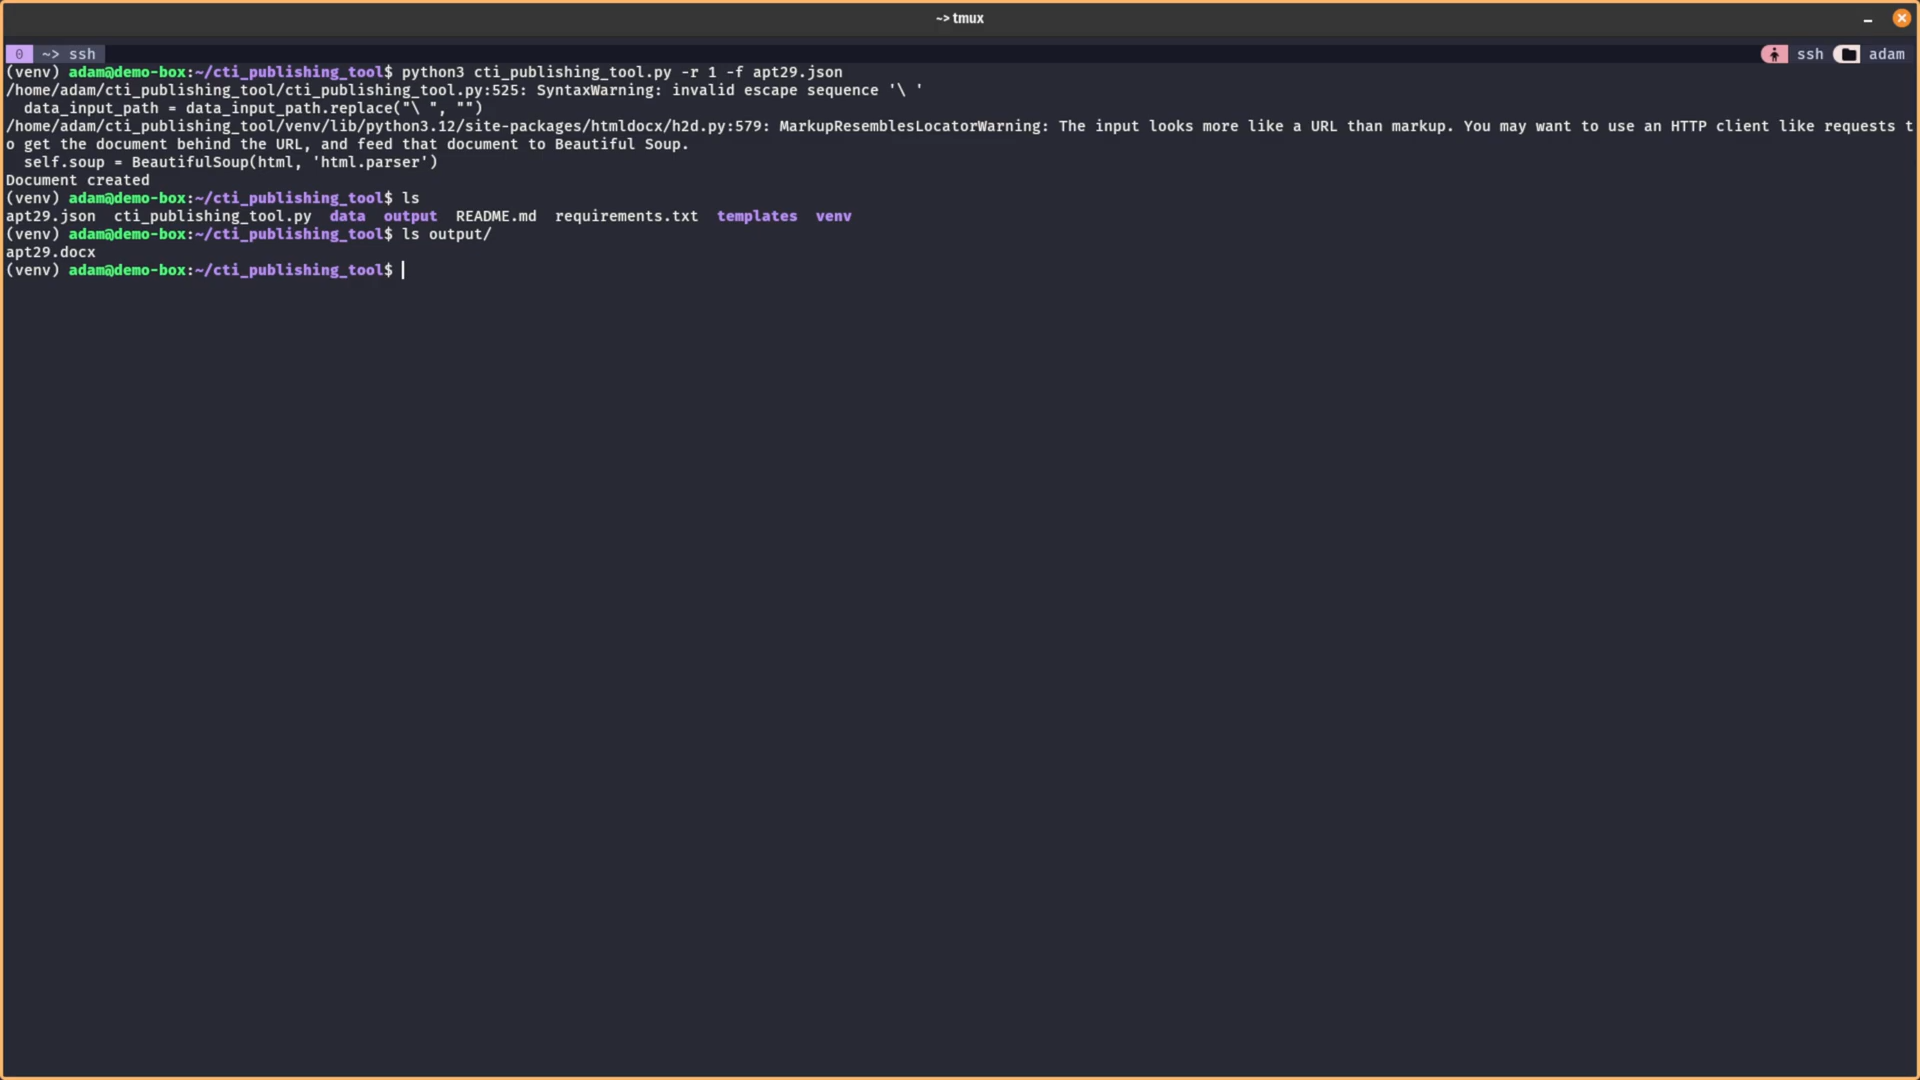 ~> tmux
0 ~> ssh
ssh adam
(venv) adam@demo-box:~/cti_publishing_tool$ python3 cti_publishing_tool.py -r 1 -f apt29.json
/home/adam/cti_publishing_tool/cti_publishing_tool.py:525: SyntaxWarning: invalid escape sequence '\ '
  data_input_path = data_input_path.replace("\ ", "")
/home/adam/cti_publishing_tool/venv/lib/python3.12/site-packages/htmldocx/h2d.py:579: MarkupResemblesLocatorWarning: The input looks more like a URL than markup. You may want to use an HTTP client like requests t
o get the document behind the URL, and feed that document to Beautiful Soup.
  self.soup = BeautifulSoup(html, 'html.parser')
Document created
(venv) adam@demo-box:~/cti_publishing_tool$ ls
apt29.json  cti_publishing_tool.py  data  output  README.md  requirements.txt  templates  venv
(venv) adam@demo-box:~/cti_publishing_tool$ ls output/
apt29.docx
(venv) adam@demo-box:~/cti_publishing_tool$